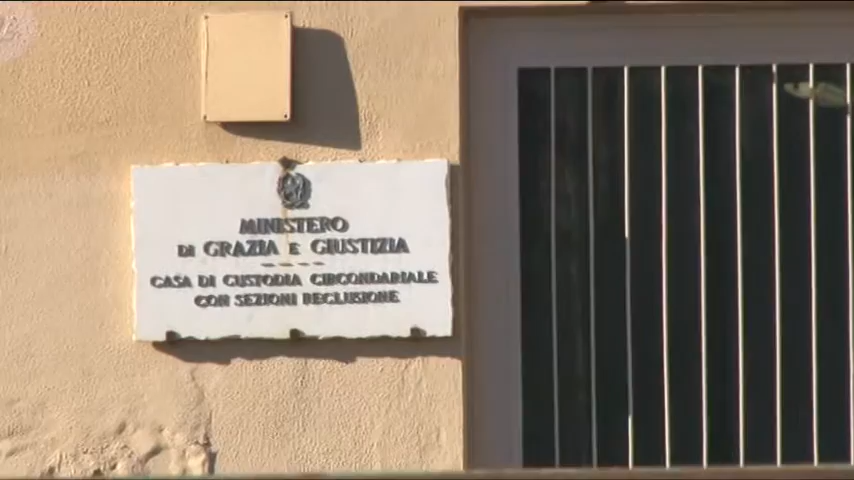 MINISTERO
DI GRAZIA E GIUSTIZIA
CASA DI CUSTODIA CIRCONDARIALE
CON SEZIONI RECLUSIONE